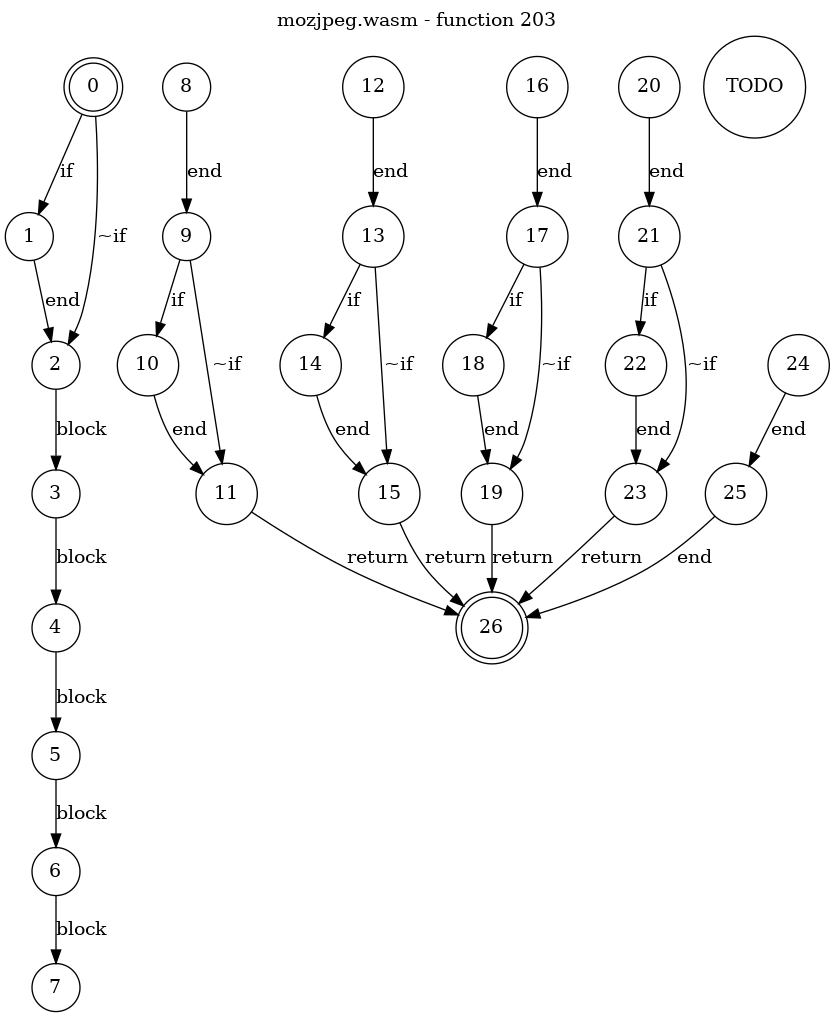 mozjpeg.wasm - function 203
0 8 12 16 20 TODO
if ~if end end end end
1 9 13 17 21
end if ~if if ~if if ~if if ~if
2 10 14 18 22 24
block end end end end end
3 11 15 19 23 25
block return return return return end
4 26
block
5
block
6
block
7